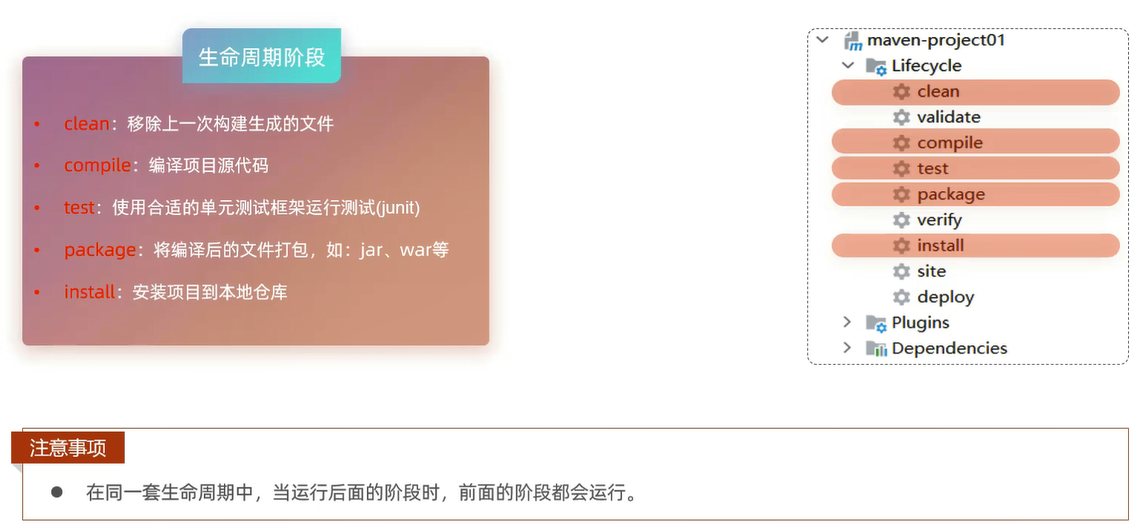 生命周期阶段
• clean：移除上一次构建生成的文件
• compile：编译项目源代码
• test：使用合适的单元测试框架运行测试(junit)
• package：将编译后的文件打包，如：jar、war等
• install：安装项目到本地仓库
maven-project01
Lifecycle
clean
validate
compile
test
package
verify
install
site
deploy
Plugins
Dependencies
注意事项
● 在同一套生命周期中，当运行后面的阶段时，前面的阶段都会运行。